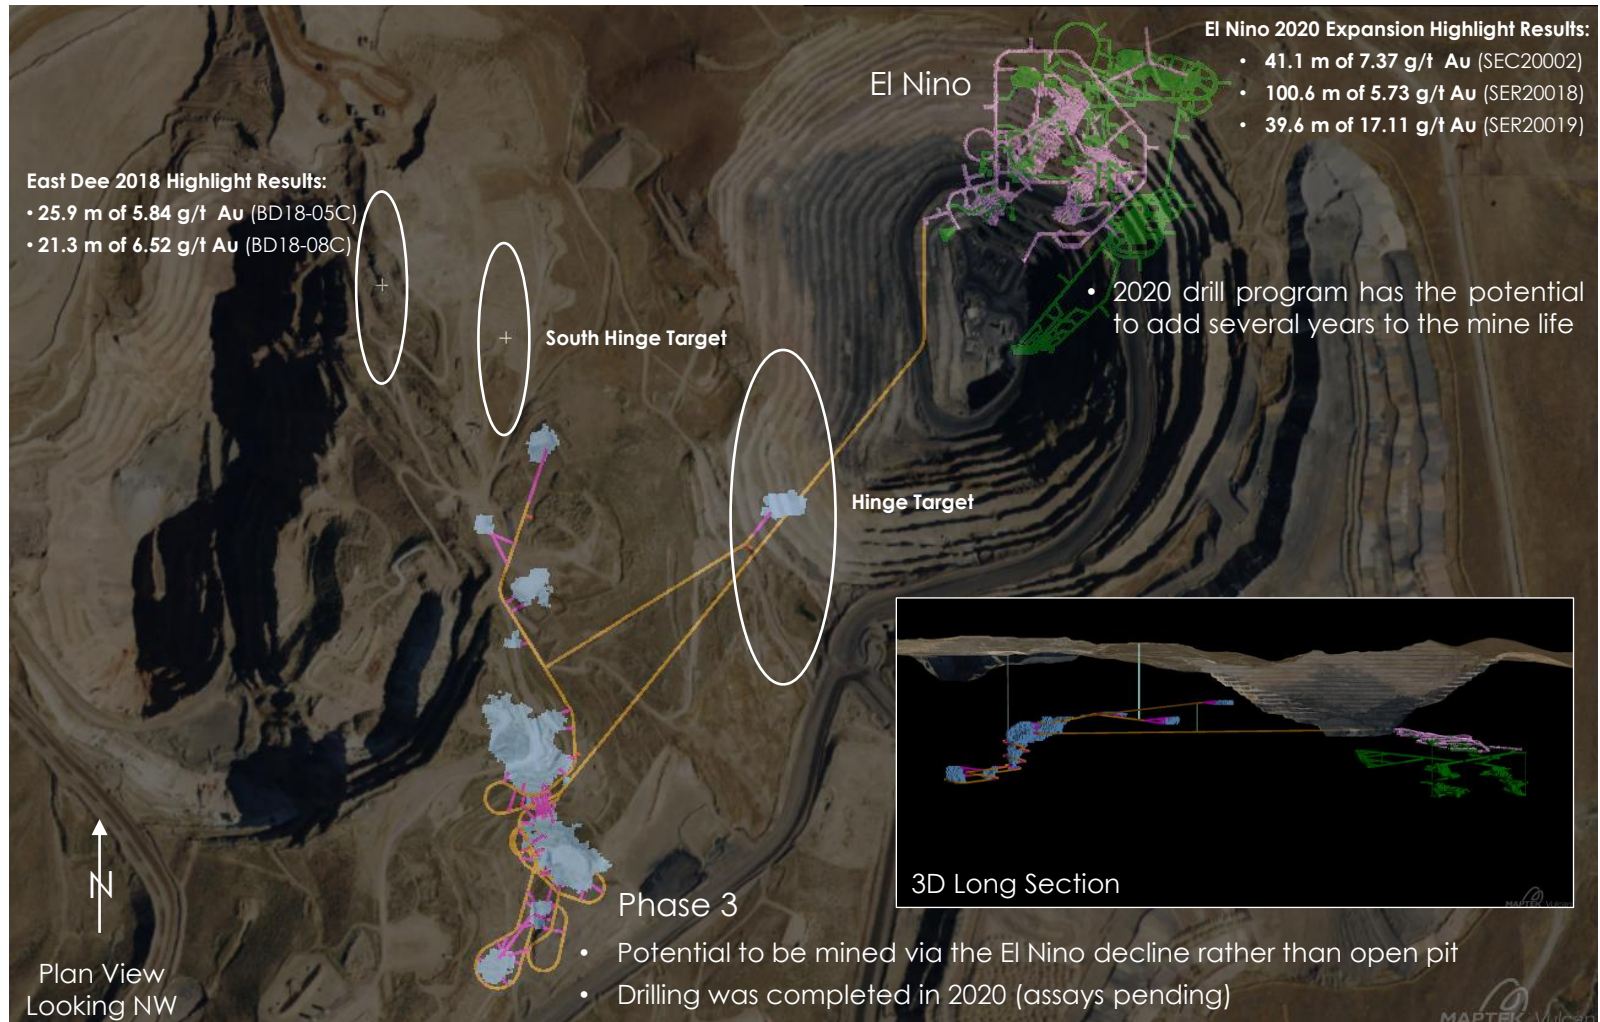 El Nino 2020 Expansion Highlight Results:
• 41.1 m of 7.37 g/t Au (SEC20002)
• 100.6 m of 5.73 g/t Au (SER20018)
• 39.6 m of 17.11 g/t Au (SER20019)
El Nino
East Dee 2018 Highlight Results:
• 25.9 m of 5.84 g/t Au (BD18-05C)
• 21.3 m of 6.52 g/t Au (BD18-08C)
• 2020 drill program has the potential
to add several years to the mine life
South Hinge Target
Hinge Target
3D Long Section
MAPTEK Vulcan
N
Phase 3
• Potential to be mined via the El Nino decline rather than open pit
• Drilling was completed in 2020 (assays pending)
Plan View
Looking NW
MAPTEK Vulcan